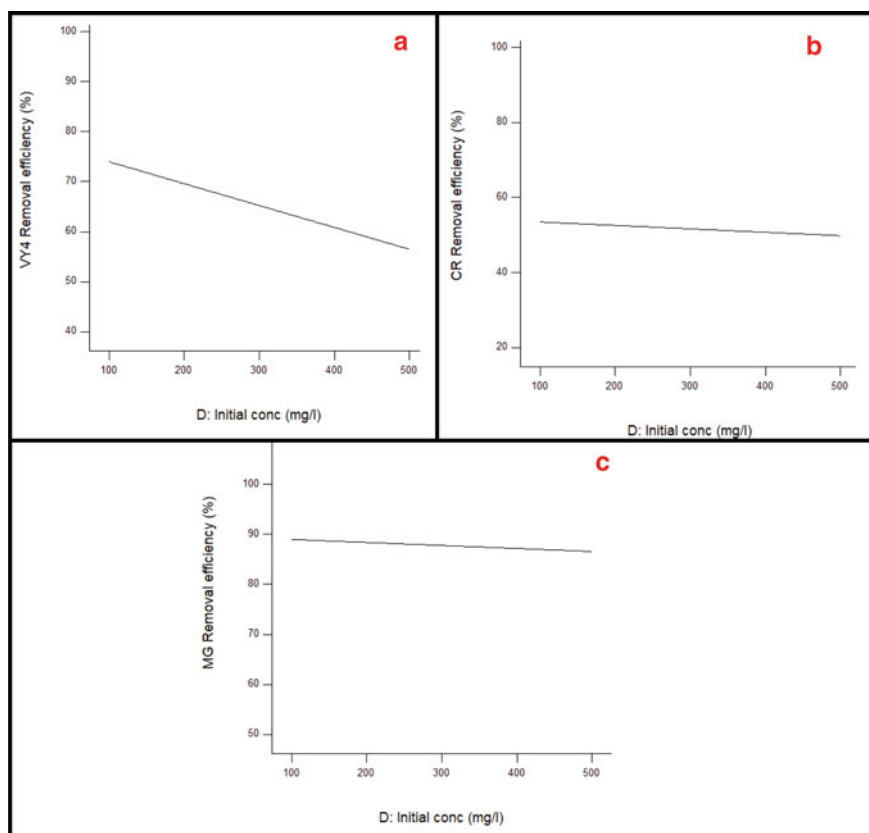 a
VY4 Removal efficiency (%)
100
90
80
70
60
50
40
100 200 300 400 500
D: Initial conc (mg/l)
b
CR Removal efficiency (%)
100
80
60
40
20
100 200 300 400 500
D: Initial conc (mg/l)
c
MG Removal efficiency (%)
100
90
80
70
60
50
100 200 300 400 500
D: Initial conc (mg/l)